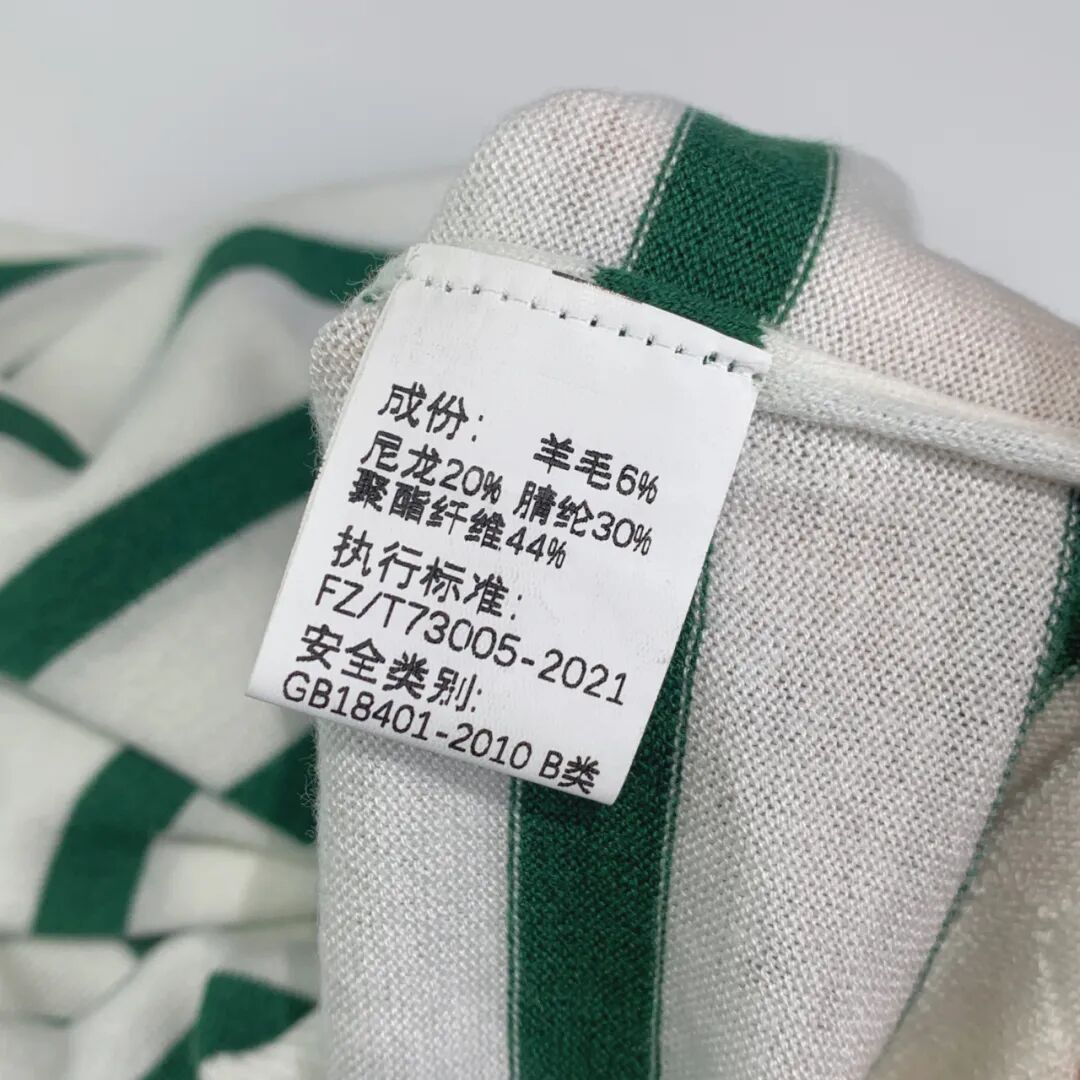 成份： 羊毛6%
尼龙20% 腈纶30%
聚酯纤维44%
执行标准：
FZ/T73005-2021
安全类别：
GB18401-2010 B类